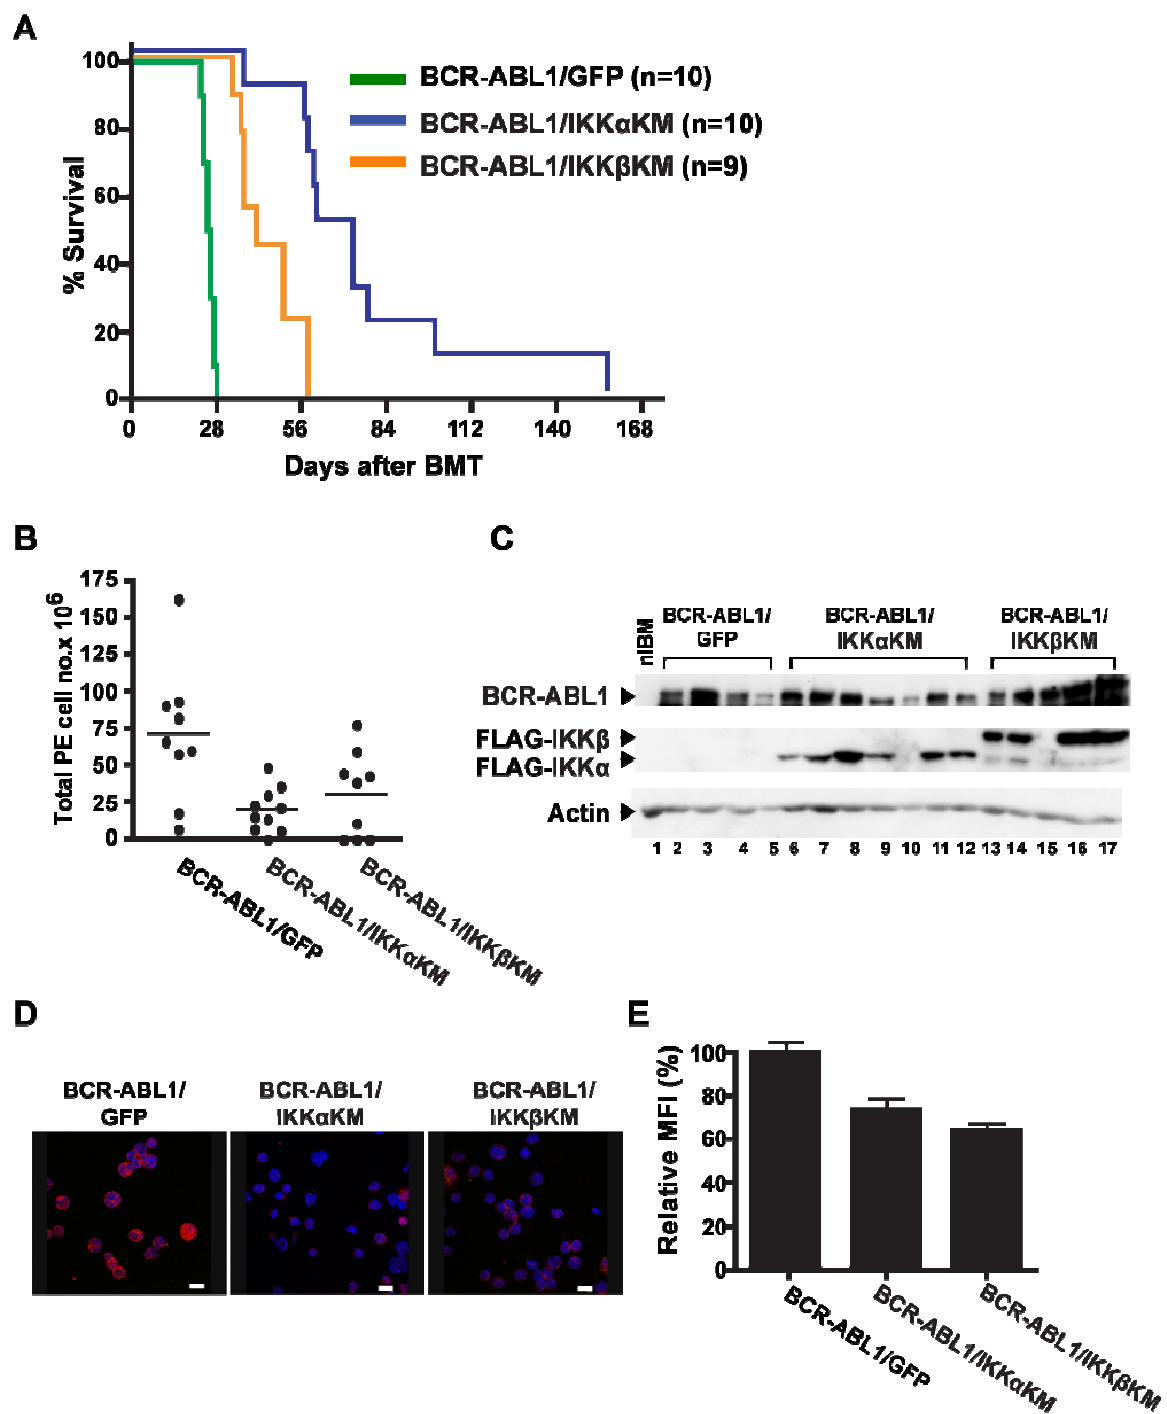 A
100
80
60
40
20
0
% Survival
BCR-ABL1/GFP (n=10)
BCR-ABL1/IKKαKM (n=10)
BCR-ABL1/IKKβKM (n=9)
0 28 56 84 112 140 168
Days after BMT
B
175
150
125
100
75
50
25
0
Total PE cell no.x 10⁶
BCR-ABL1/GFP
BCR-ABL1/IKKαKM
BCR-ABL1/IKKβKM
C
nlBM
BCR-ABL1/
GFP
BCR-ABL1/
IKKαKM
BCR-ABL1/
IKKβKM
BCR-ABL1
FLAG-IKKβ
FLAG-IKKα
Actin
1 2 3 4 5 6 7 8 9 10 11 12 13 14 15 16 17
D
BCR-ABL1/
GFP
BCR-ABL1/
IKKαKM
BCR-ABL1/
IKKβKM
E
100
80
60
40
20
0
Relative MFI (%)
BCR-ABL1/GFP
BCR-ABL1/IKKαKM
BCR-ABL1/IKKβKM